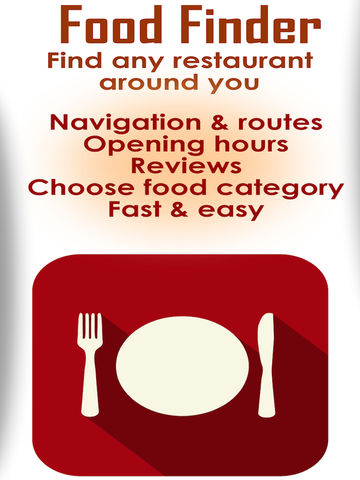 Food Finder
Find any restaurant
around you
Navigation & routes
Opening hours
Reviews
Choose food category
Fast & easy